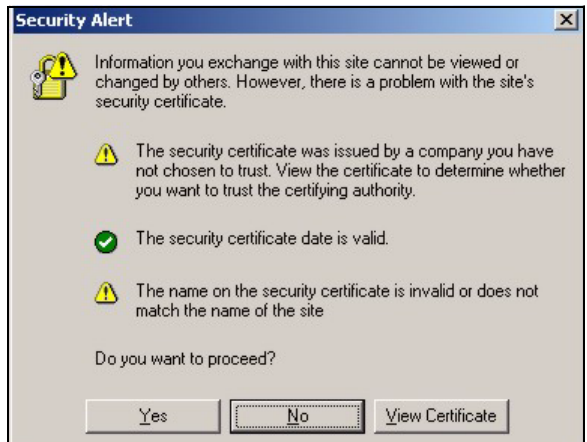 Security Alert
Information you exchange with this site cannot be viewed or
changed by others. However, there is a problem with the site's
security certificate.
The security certificate was issued by a company you have
not chosen to trust. View the certificate to determine whether
you want to trust the certifying authority.
The security certificate date is valid.
The name on the security certificate is invalid or does not
match the name of the site
Do you want to proceed?
Yes No View Certificate